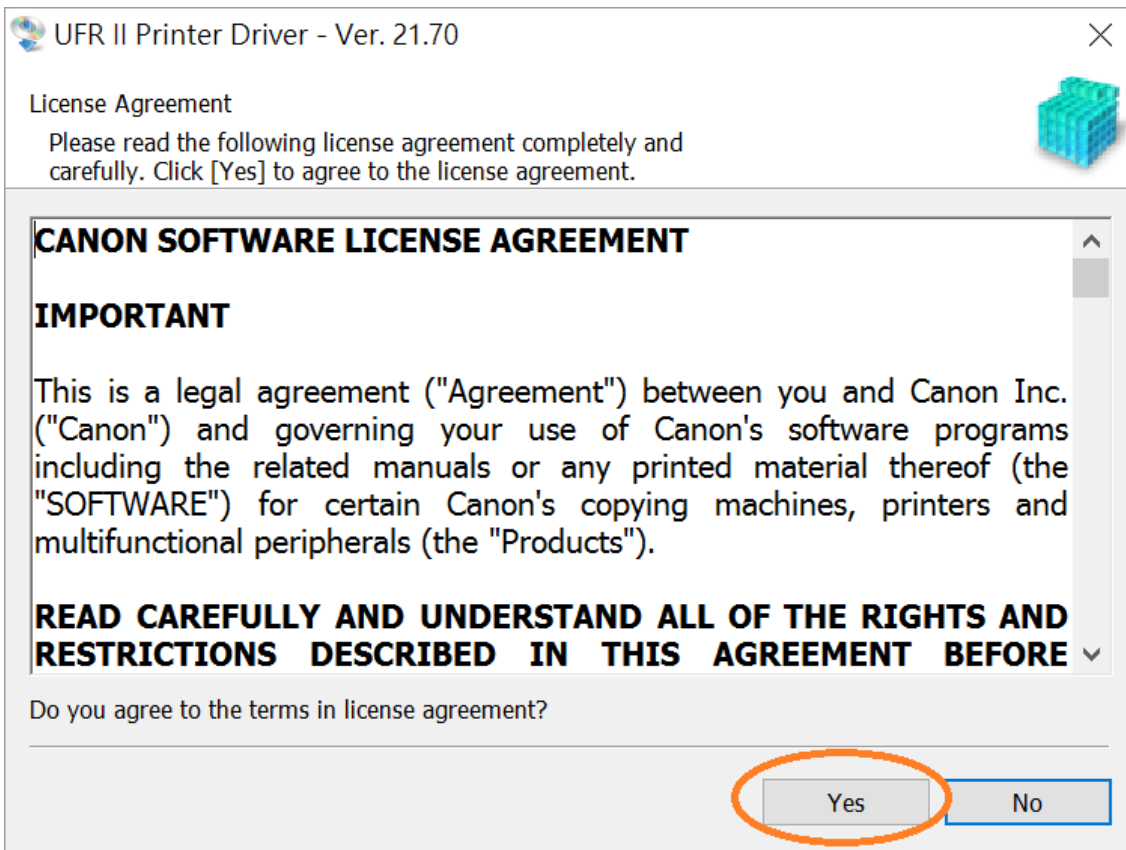 UFR II Printer Driver - Ver. 21.70
License Agreement
Please read the following license agreement completely and
carefully. Click [Yes] to agree to the license agreement.
CANON SOFTWARE LICENSE AGREEMENT
IMPORTANT
This is a legal agreement ("Agreement") between you and Canon Inc.
("Canon") and governing your use of Canon's software programs
including the related manuals or any printed material thereof (the
"SOFTWARE") for certain Canon's copying machines, printers and
multifunctional peripherals (the "Products").
READ CAREFULLY AND UNDERSTAND ALL OF THE RIGHTS AND
RESTRICTIONS DESCRIBED IN THIS AGREEMENT BEFORE
Do you agree to the terms in license agreement?
Yes No